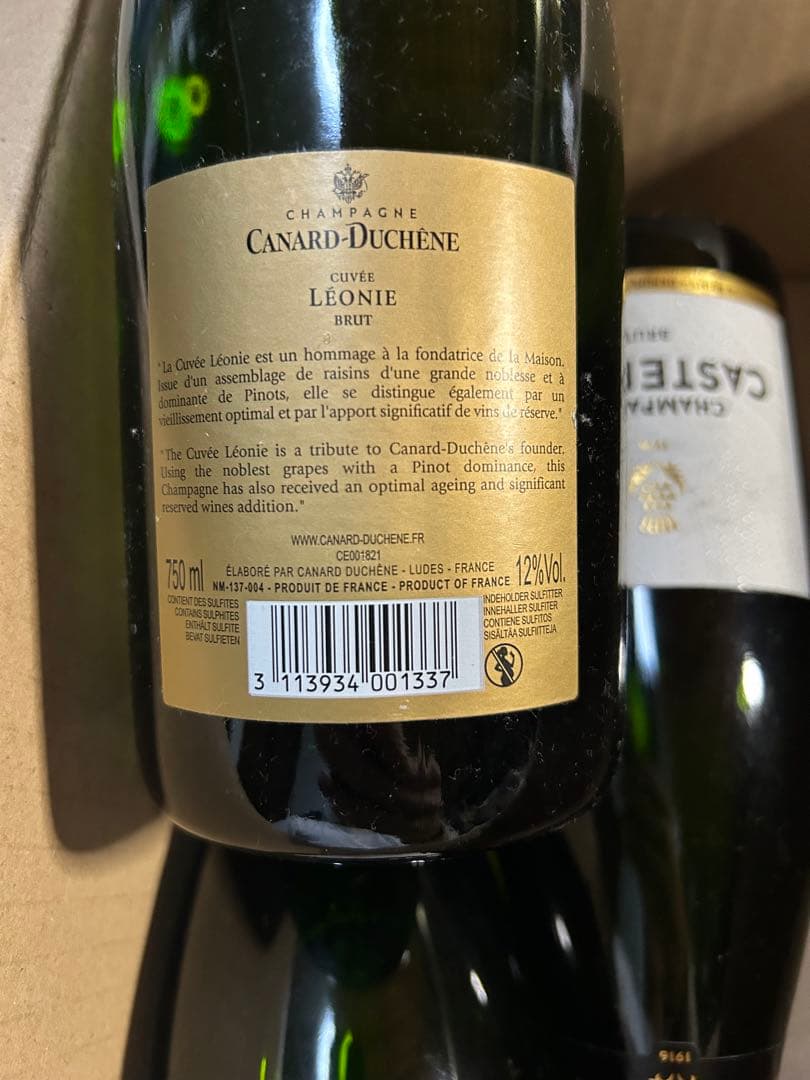 CHAMPAGNE
CANARD-DUCHÊNE
CUVÉE
LÉONIE
BRUT
"La Cuvée Léonie est un hommage à la fondatrice de la Maison.
Issue d'un assemblage de raisins d'une grande noblesse et à
dominante de Pinots, elle se distingue également par un
vieillissement optimal et par l'apport significatif de vins de réserve."
"The Cuvée Léonie is a tribute to Canard-Duchêne's founder.
Using the noblest grapes with a Pinot dominance, this
Champagne has also received an optimal ageing and significant
reserved wines addition."
WWW.CANARD-DUCHENE.FR
CE001821
750 ml
ÉLABORÉ PAR CANARD DUCHÊNE - LUDES - FRANCE
NM-137-004 - PRODUIT DE FRANCE - PRODUCT OF FRANCE
12%Vol.
CONTIENT DES SULFITES
CONTAINS SULPHITES
ENTHÄLT SULFITE
BEVAT SULFIETEN
INDEHOLDER SULFITTER
INNEHALLER SULFITER
CONTIENE SULFITOS
SISÄLTÄÄ SULFIITTEJA
3 113934 001337
CHAMPA
CASTE
BRUT
1916